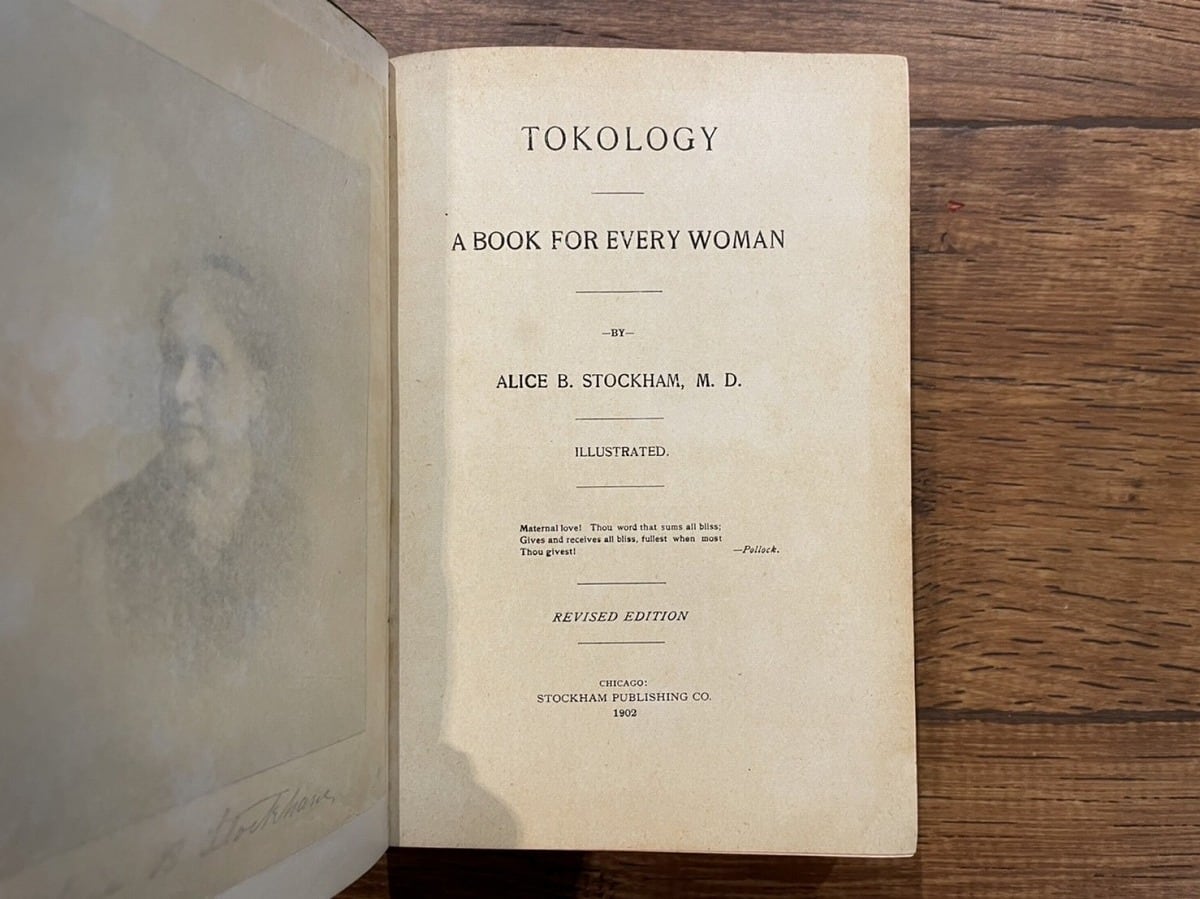 TOKOLOGY
A BOOK FOR EVERY WOMAN
—BY—
ALICE B. STOCKHAM, M. D.
ILLUSTRATED.
Maternal love! Thou word that sums all bliss;
Gives and receives all bliss, fullest when most
Thou givest! —Pollock.
REVISED EDITION
CHICAGO:
STOCKHAM PUBLISHING CO.
1902
B Stockham